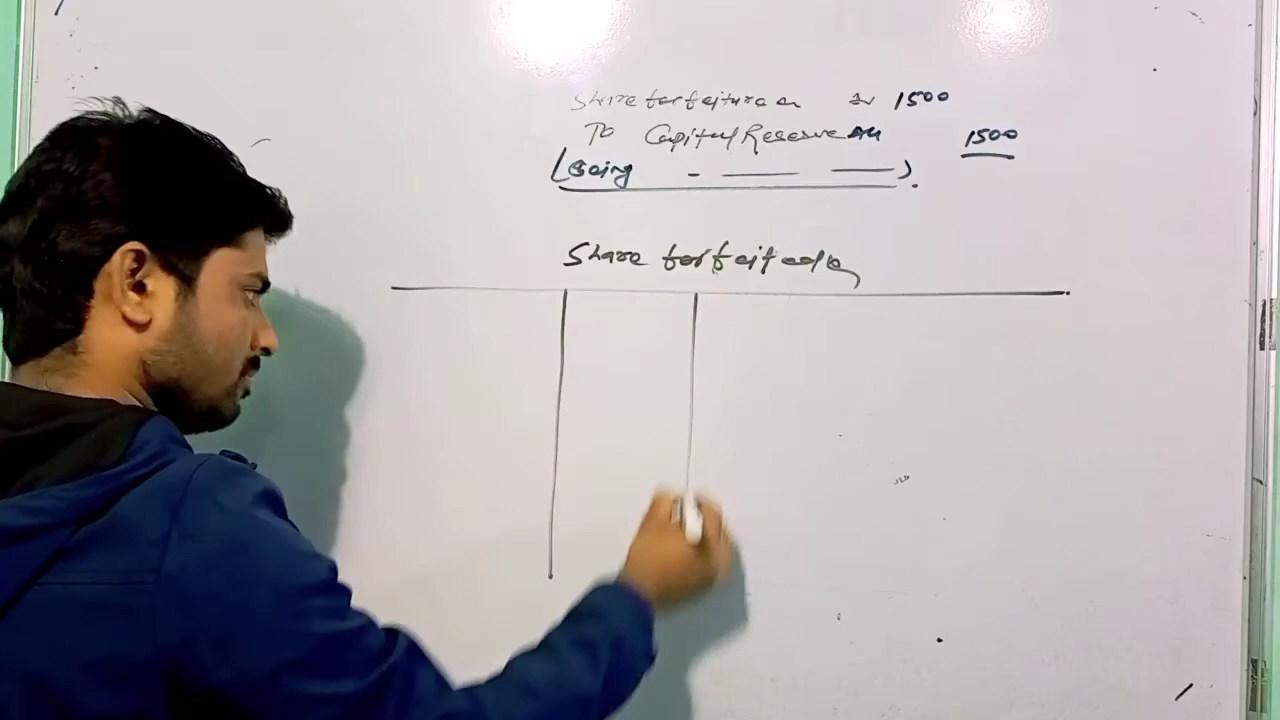 Share forfeiture a/c Dr 1500
To Capital Reserve A/c 1500
(Being - — —).
Share forfeited a/c